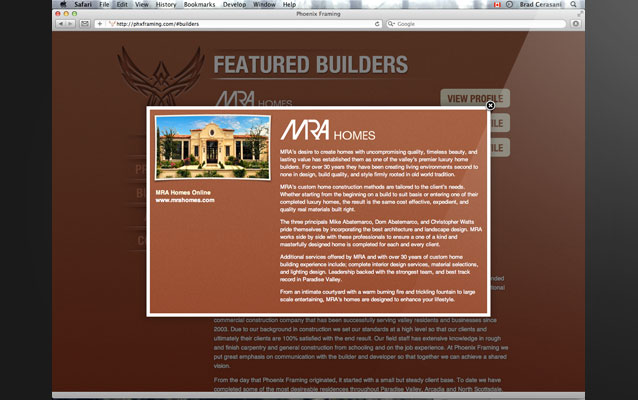 Safari File Edit View History Bookmarks Develop Window Help Brad Cerasani
Phoenix Framing
http://phxframing.com/#builders
Google
FEATURED BUILDERS
MRA HOMES
VIEW PROFILE
FILE
FILE
MRA HOMES
MRA's desire to create homes with uncompromising quality, timeless beauty, and
lasting value has established them as one of the valley's premier luxury home
builders. For over 30 years they have been creating living environments second to
none in design, build quality, and style firmly rooted in old world tradition.
MRA's custom home construction methods are tailored to the client's needs.
Whether starting from the beginning on a build to suit basis or entering one of their
completed luxury homes, the result is the same cost effective, expedient, and
quality real materials built right.
The three principals Mike Abatemarco, Dom Abatemarco, and Christopher Watts
pride themselves by incorporating the best architecture and landscape design. MRA
works side by side with these professionals to ensure a one of a kind and
masterfully designed home is completed for each and every client.
Additional services offered by MRA and with over 30 years of custom home
building experience include; complete interior design services, material selections,
and lighting design. Leadership backed with the strongest team, and best track
record in Paradise Valley.
From an intimate courtyard with a warm burning fire and trickling fountain to large
scale entertaining, MRA's homes are designed to enhance your lifestyle.
MRA Homes Online
www.mrahomes.com
commercial construction company that has been successfully serving valley residents and businesses since
2003. Due to our background in construction we set our standards at a high level so that our clients and
ultimately their clients are 100% satisfied with the end result. Our field staff has extensive knowledge in rough
and finish carpentry and general construction from schooling and on the job experience. At Phoenix Framing we
put great emphasis on communication with the builder and developer so that together we can achieve a shared
vision.
From the day that Phoenix Framing originated, it started with a small but steady client base. To date we have
completed some of the most desireable residences throughout Paradise Valley, Arcadia and North Scottsdale.